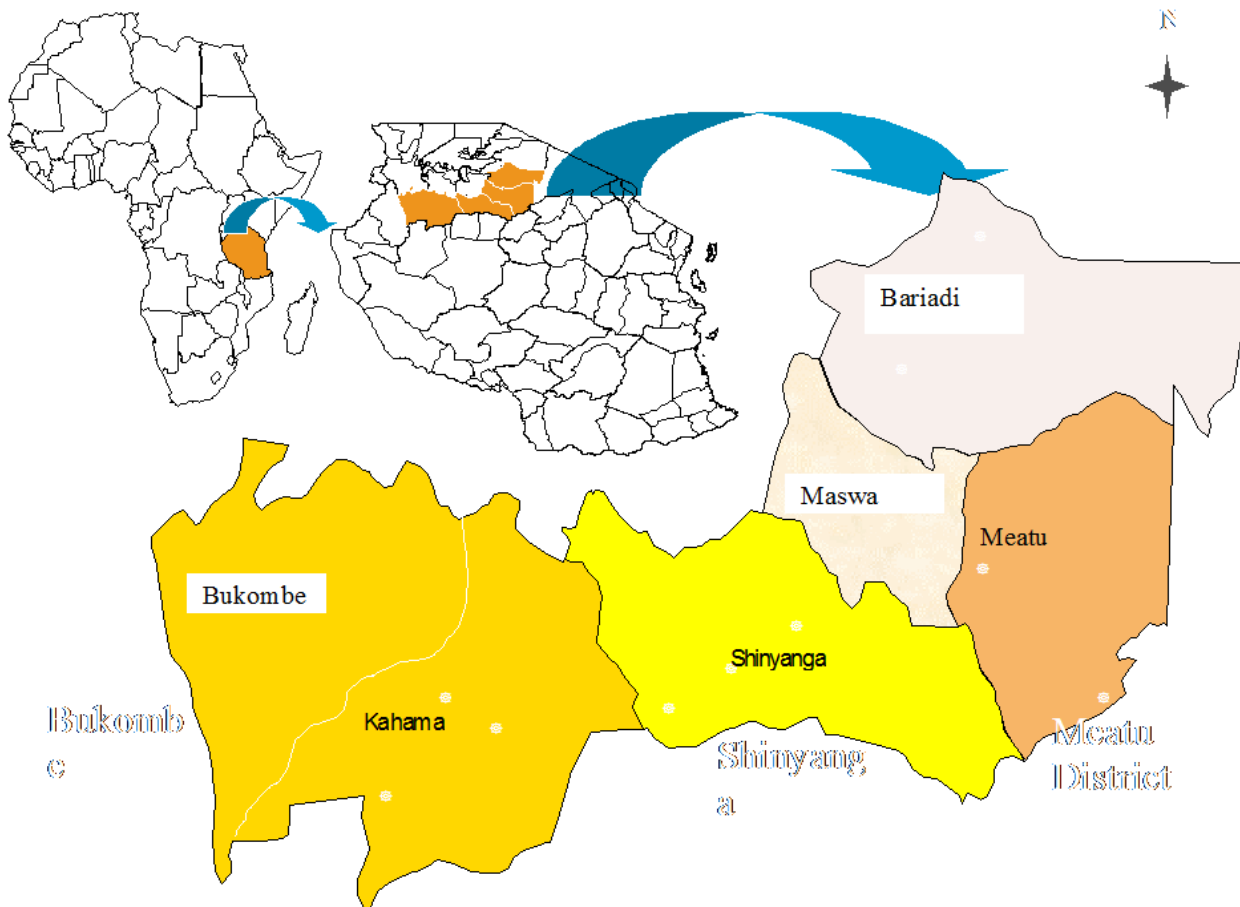 N
Bariadi
Maswa
Meatu
Bukombe
Shinyanga
Kahama
Bukomb
e
Shinyang
a
Meatu
District